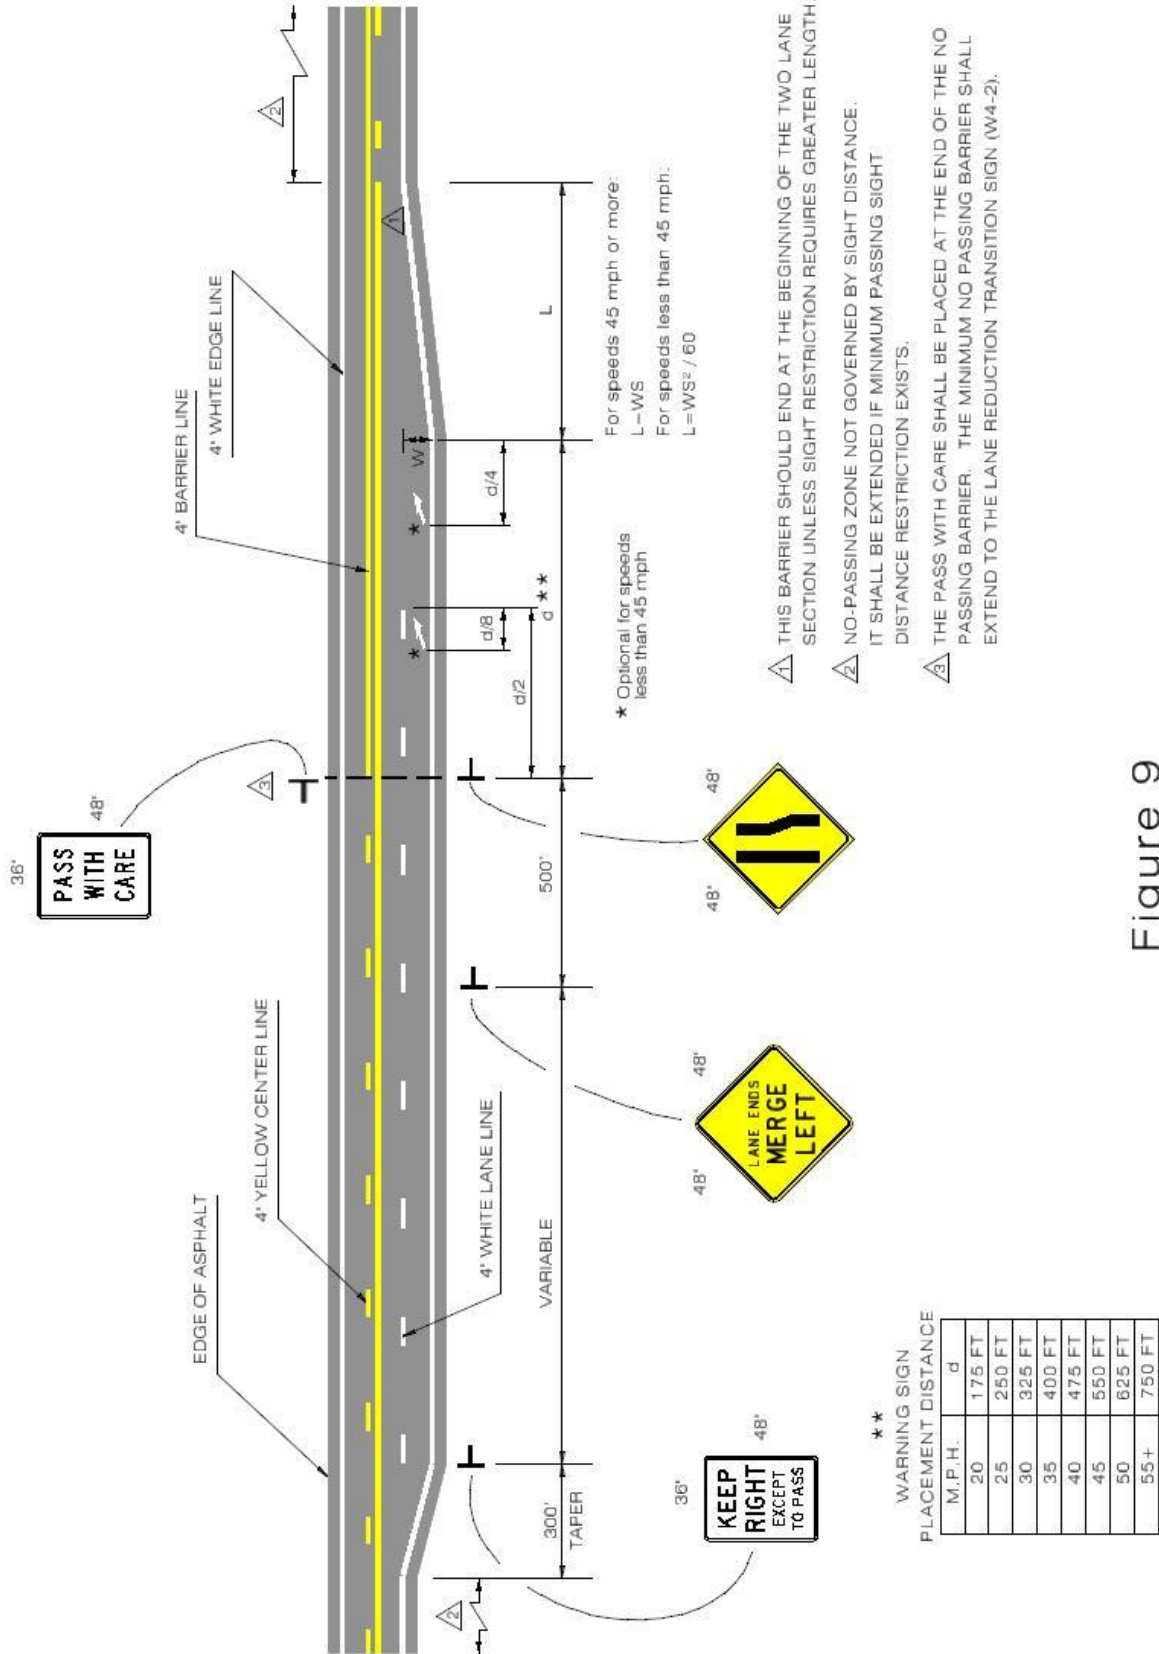 36'
PASS
WITH
CARE
48'
3
2
EDGE OF ASPHALT
4' YELLOW CENTER LINE
4' BARRIER LINE
4' WHITE EDGE LINE
1
2
4' WHITE LANE LINE
W
*
*
d/8
d/4
d/2
300'
TAPER
VARIABLE
500'
d **
L
36'
KEEP
RIGHT
EXCEPT
TO PASS
48'
48'
48'
LANE ENDS
MERGE
LEFT
48'
48'
* Optional for speeds
less than 45 mph
For speeds 45 mph or more:
L-WS
For speeds less than 45 mph:
L=WS² / 60
**
WARNING SIGN
PLACEMENT DISTANCE
M.P.H. d
20 175 FT
25 250 FT
30 325 FT
35 400 FT
40 475 FT
45 550 FT
50 625 FT
55+ 750 FT
1 THIS BARRIER SHOULD END AT THE BEGINNING OF THE TWO LANE
SECTION UNLESS SIGHT RESTRICTION REQUIRES GREATER LENGTH.
2 NO-PASSING ZONE NOT GOVERNED BY SIGHT DISTANCE.
IT SHALL BE EXTENDED IF MINIMUM PASSING SIGHT
DISTANCE RESTRICTION EXISTS.
3 THE PASS WITH CARE SHALL BE PLACED AT THE END OF THE NO
PASSING BARRIER. THE MINIMUM NO PASSING BARRIER SHALL
EXTEND TO THE LANE REDUCTION TRANSITION SIGN (W4-2).
Figure 9